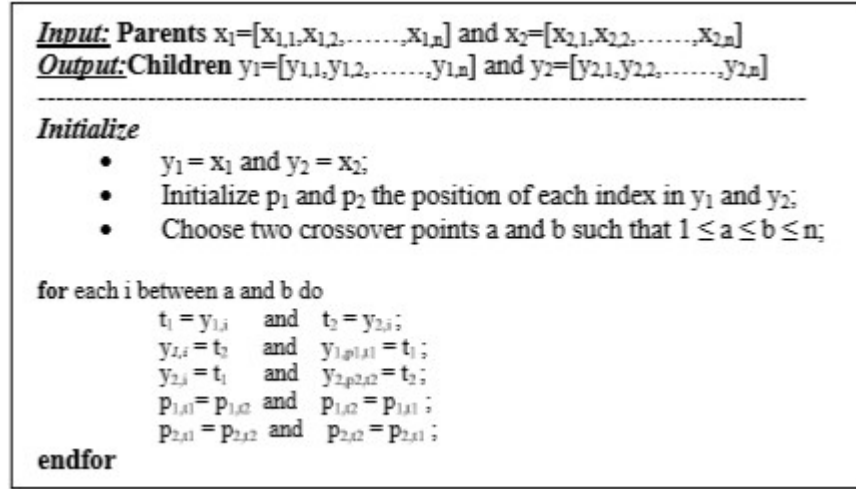 Input: Parents x1=[x1,1,x1,2,......,x1,n] and x2=[x2,1,x2,2,......,x2,n]
Output:Children y1=[y1,1,y1,2,......,y1,n] and y2=[y2,1,y2,2,......,y2,n]
--------------------------------------------------------------------------------
Initialize
• y1 = x1 and y2 = x2;
• Initialize p1 and p2 the position of each index in y1 and y2;
• Choose two crossover points a and b such that 1 ≤ a ≤ b ≤ n;
for each i between a and b do
t1 = y1,i and t2 = y2,i;
y1,i = t2 and y1,p1,t1 = t1;
y2,i = t1 and y2,p2,t2 = t2;
p1,t1= p1,t2 and p1,t2 = p1,t1 ;
p2,t1 = p2,t2 and p2,t2 = p2,t1 ;
endfor